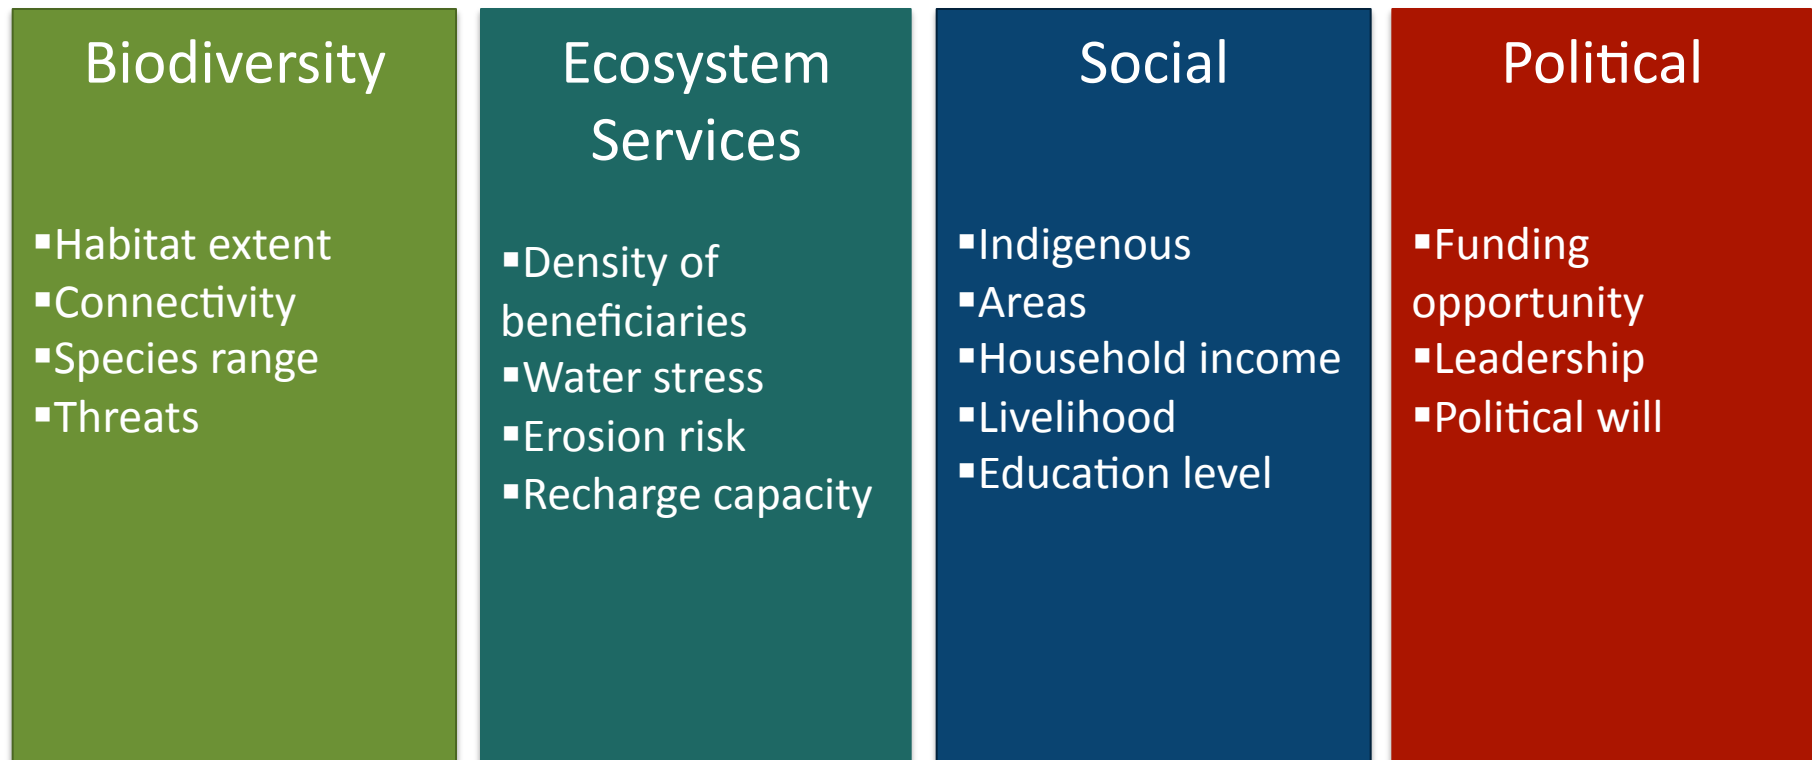 Biodiversity
▪Habitat extent
▪Connectivity
▪Species range
▪Threats
Ecosystem
Services
▪Density of
beneficiaries
▪Water stress
▪Erosion risk
▪Recharge capacity
Social
▪Indigenous
▪Areas
▪Household income
▪Livelihood
▪Education level
Political
▪Funding
opportunity
▪Leadership
▪Political will